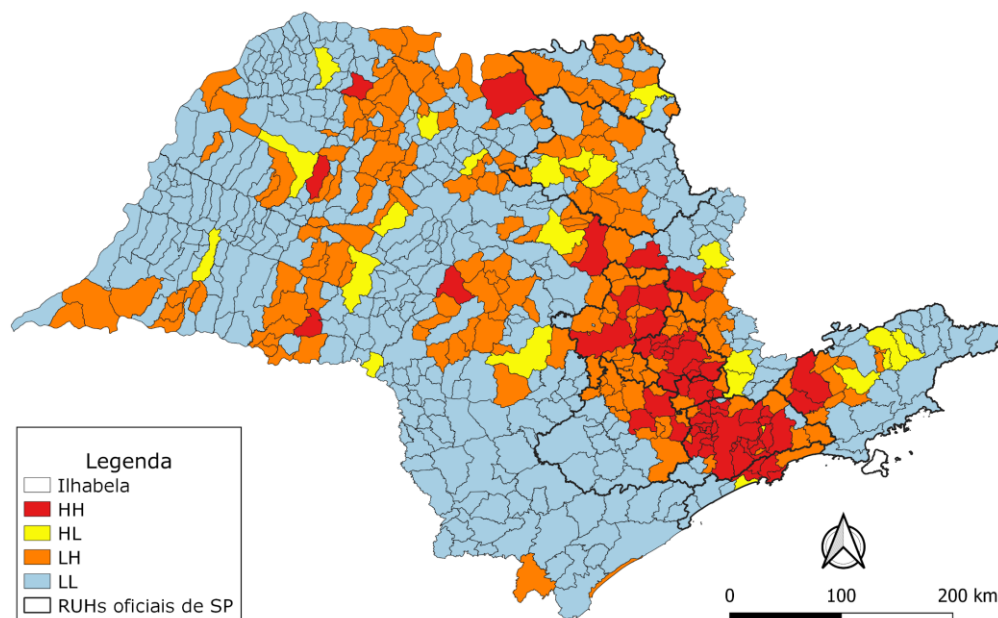 Legenda
Ilhabela
HH
HL
LH
LL
RUHs oficiais de SP
0 100 200 km